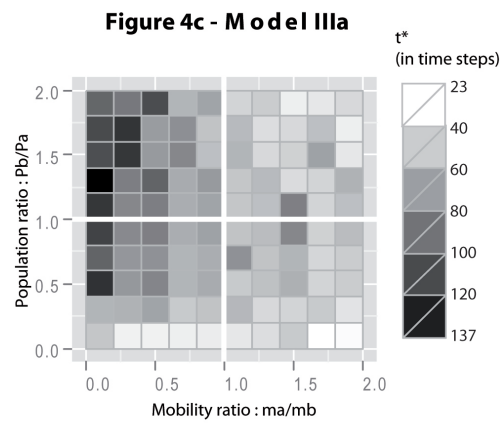 Figure 4c - Model IIIa
t*
(in time steps)
23
40
60
80
100
120
137
Population ratio : Pb/Pa
2.0
1.5
1.0
0.5
0.0
0.0 0.5 1.0 1.5 2.0
Mobility ratio : ma/mb